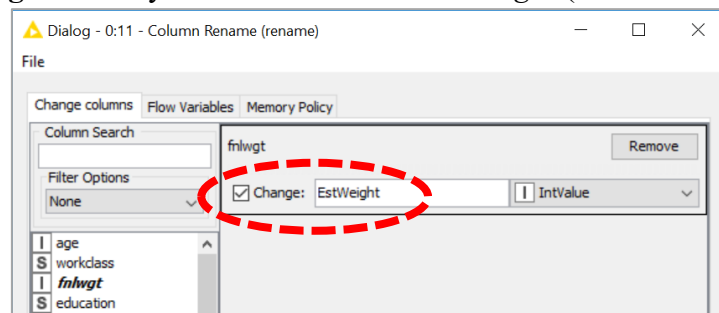 Dialog - 0:11 - Column Rename (rename)
File
Change columns Flow Variables Memory Policy
Column Search
fnlwgt Remove
Filter Options
None
Change: EstWeight I IntValue
I age
S workclass
I fnlwgt
S education